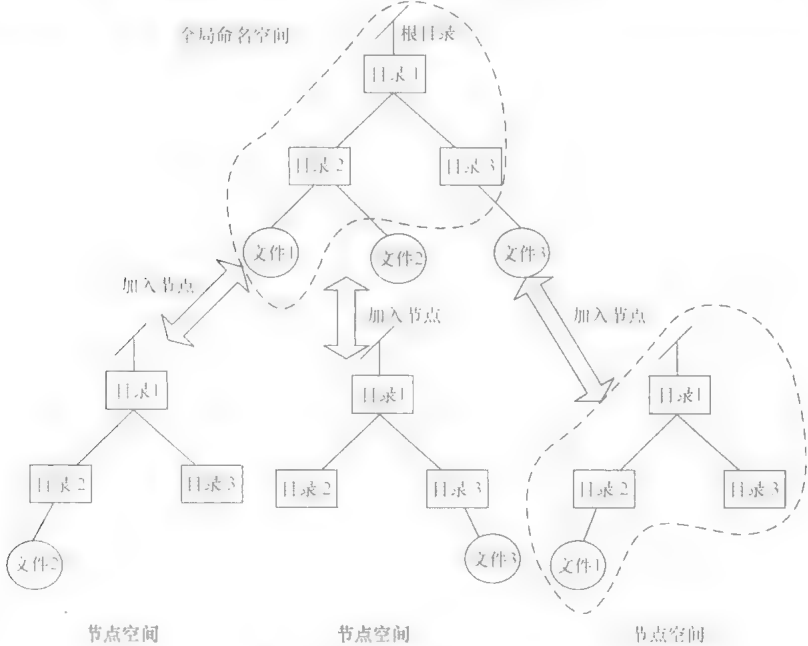 全局命名空间
根目录
目录1
目录2
目录3
文件1
文件2
文件3
加入节点
加入节点
加入节点
目录1
目录1
目录1
目录2
目录3
目录2
目录3
目录2
目录3
文件2
文件3
文件1
节点空间
节点空间
节点空间